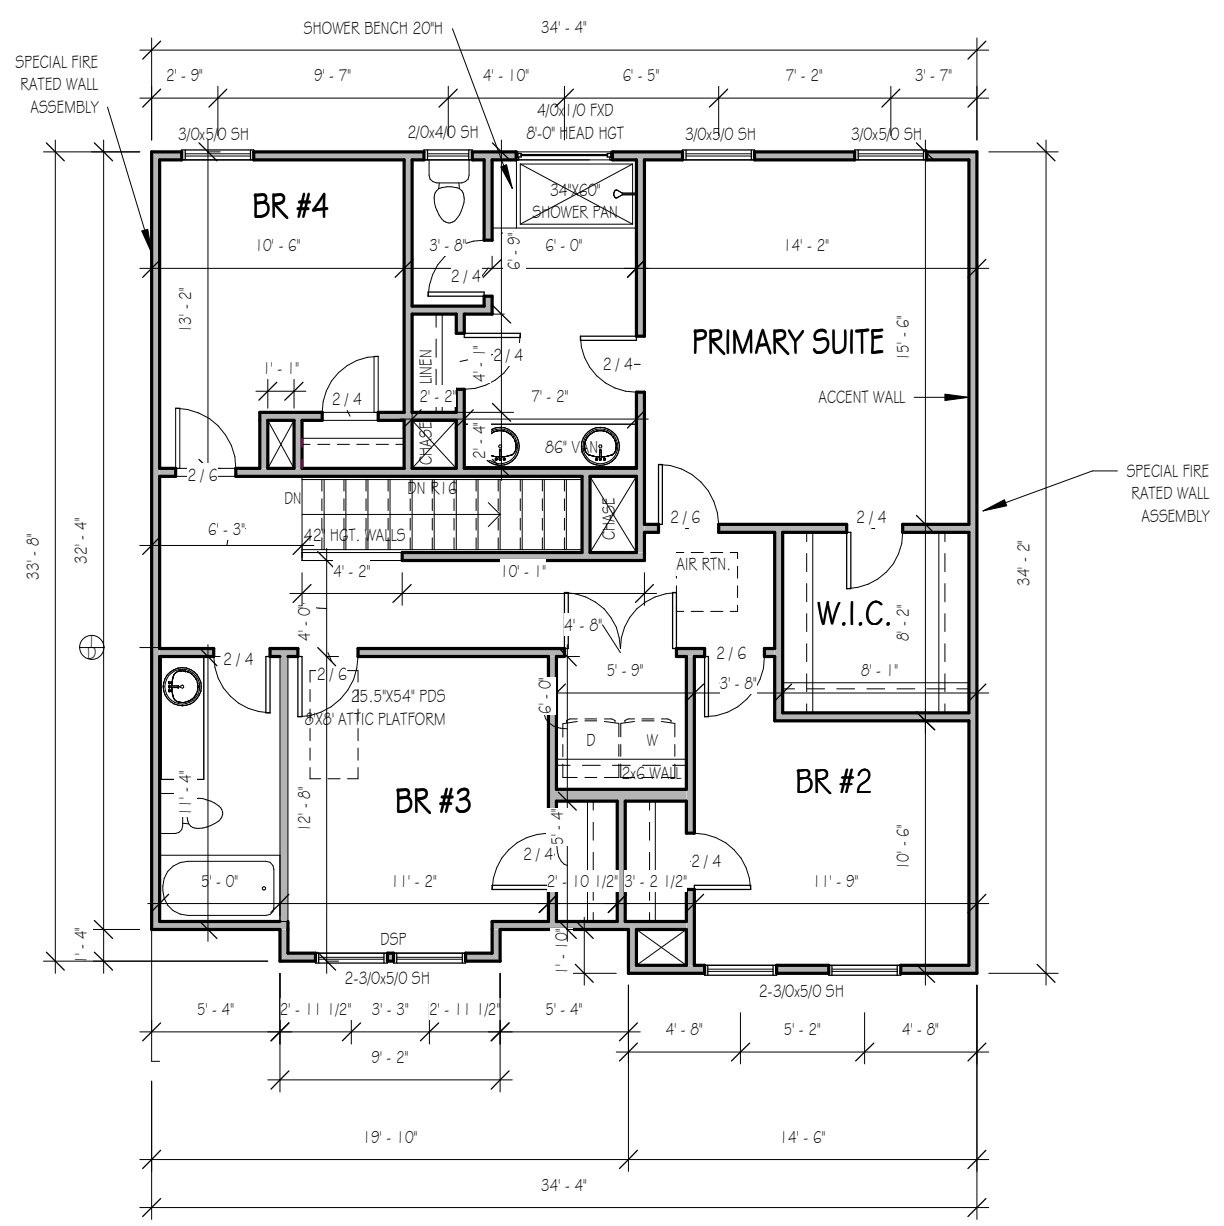 SHOWER BENCH 20"H
34' - 4"
SPECIAL FIRE
RATED WALL
ASSEMBLY
2' - 9"
9' - 7"
4' - 10"
6' - 5"
7' - 2"
3' - 7"
4/0x1/0 FXD
8'-0" HEAD HGT
3/0x5/0 SH
2/0x4/0 SH
3/0x5/0 SH
3/0x5/0 SH
BR #4
34"X60"
SHOWER PAN
10' - 6"
3' - 8"
6' - 9"
6' - 0"
14' - 2"
2 / 4
13' - 2"
PRIMARY SUITE
15' - 6"
1' - 1"
LINEN
4' - 1"
2 / 4
2 / 4
2 / 4
2' - 2"
7' - 2"
ACCENT WALL
CHASE
2' - 4"
86" VAN
2 / 6
SPECIAL FIRE
RATED WALL
ASSEMBLY
DN
DN R16
CHASE
2 / 6
2 / 4
6' - 3"
42" HGT. WALLS
33' - 8"
32' - 4"
34' - 2"
4' - 2"
10' - 1"
AIR RTN.
4' - 0"
4' - 8"
W.I.C.
8' - 2"
D
2 / 4
2 / 6
5' - 9"
2 / 6
3' - 8"
8' - 1"
25.5"X54" PDS
8'X8' ATTIC PLATFORM
6' - 0"
D
W
2x6 WALL
11' - 4"
12' - 8"
BR #3
BR #2
5' - 4"
2 / 4
2 / 4
10' - 6"
5' - 0"
11' - 2"
2' - 10 1/2"
3' - 2 1/2"
11' - 9"
1' - 4"
DSP
1' - 10"
2-3/0x5/0 SH
2-3/0x5/0 SH
5' - 4"
2' - 11 1/2"
3' - 3"
2' - 11 1/2"
5' - 4"
4' - 8"
5' - 2"
4' - 8"
9' - 2"
19' - 10"
14' - 6"
34' - 4"